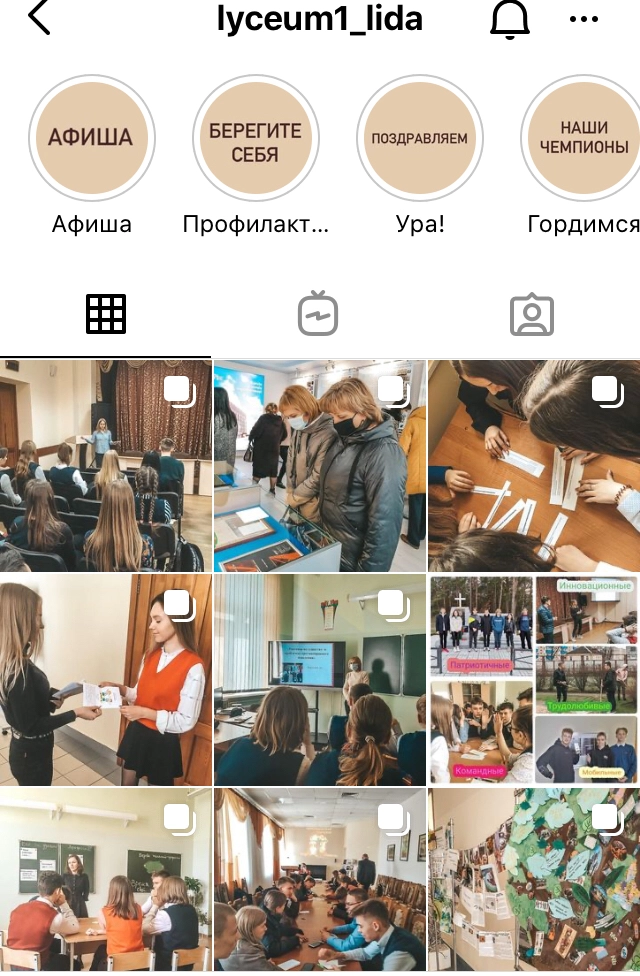 lyceum1_lida
АФИША
БЕРЕГИТЕ
СЕБЯ
ПОЗДРАВЛЯЕМ
НАШИ
ЧЕМПИОНЫ
Афиша
Профилакт...
Ура!
Гордимся
Инновационные
Патриотичные
Трудолюбивые
Командные
Мобильные